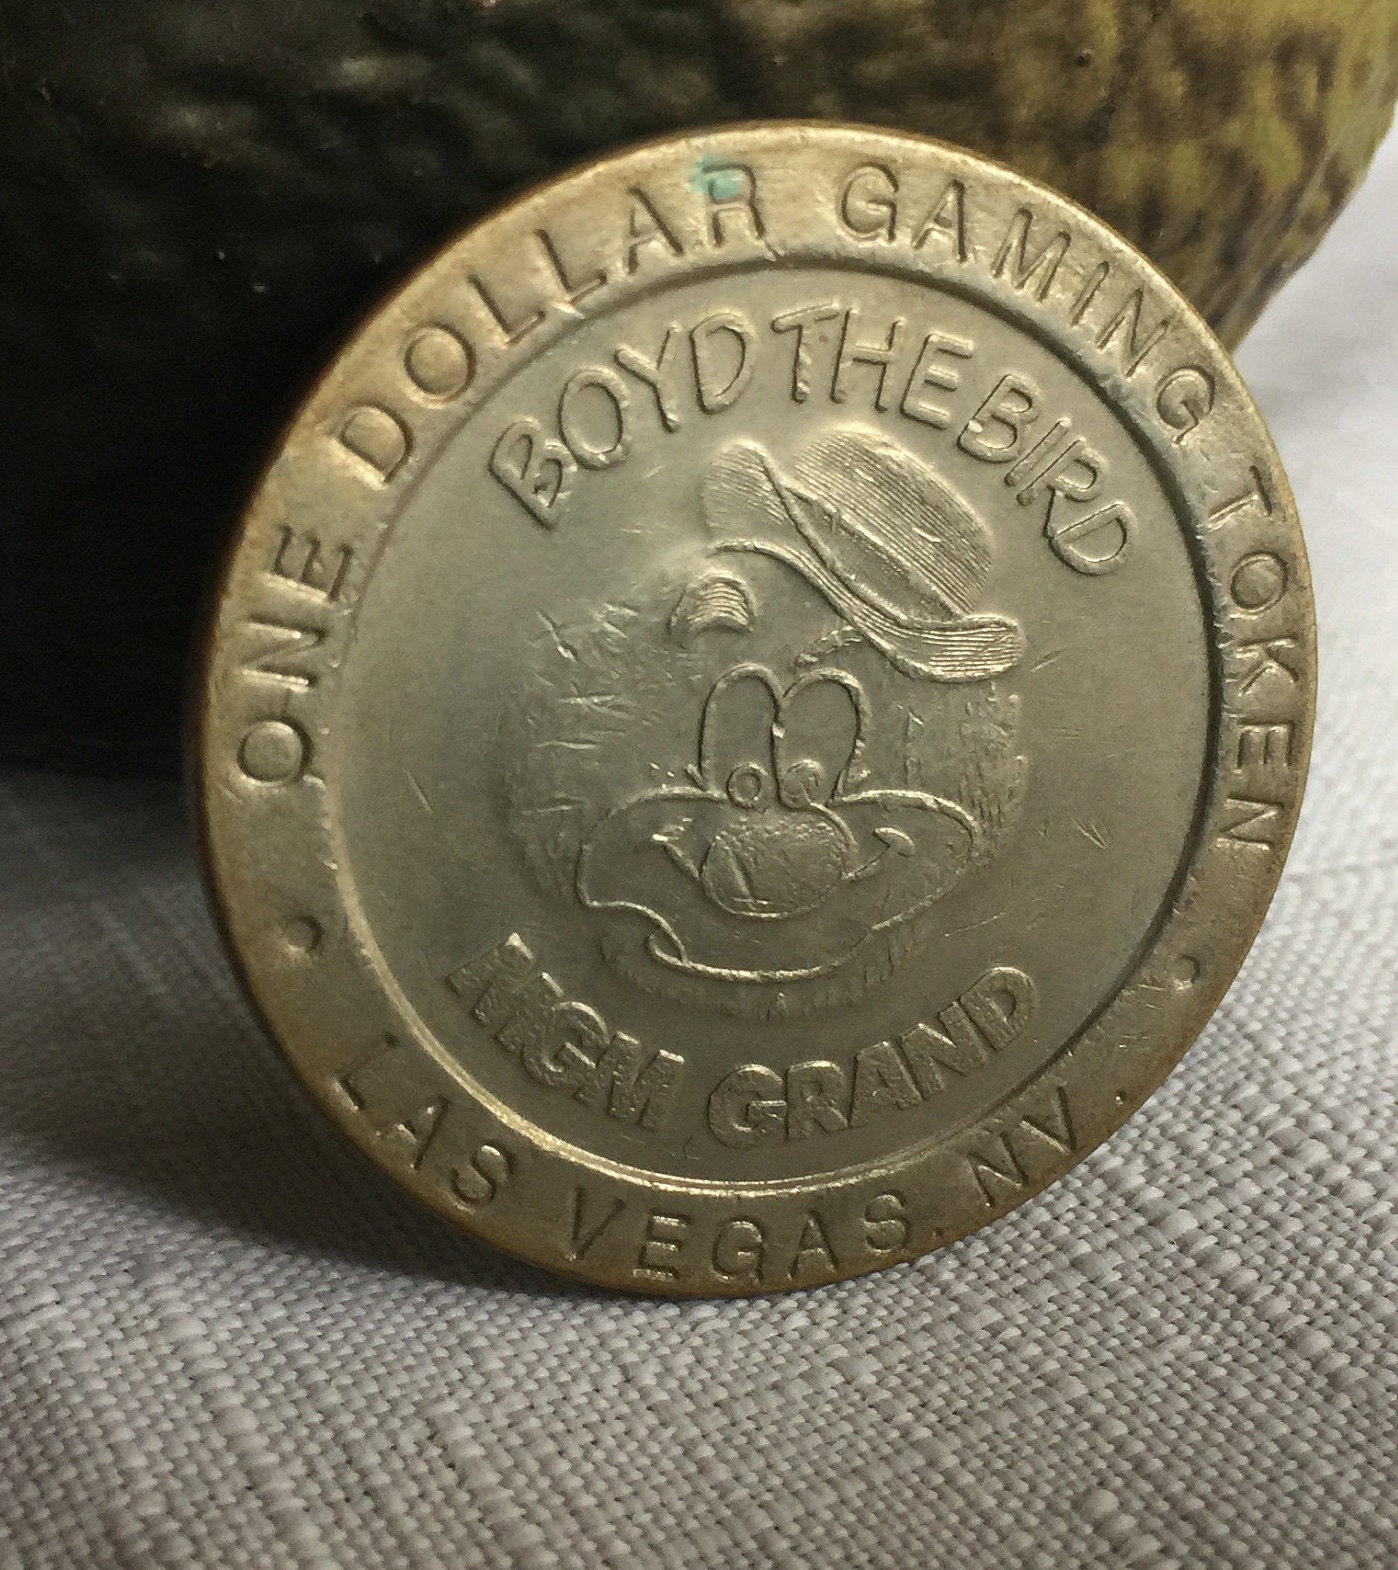 ONE DOLLAR GAMING TOKEN
BOYD THE BIRD
MGM GRAND
• LAS VEGAS. NV. •